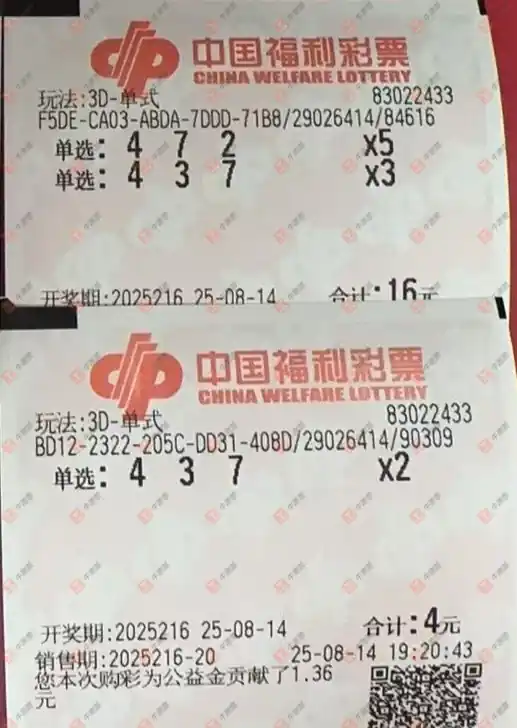 中国福利彩票
CHINA WELFARE LOTTERY
玩法:3D-单式 83022433
F5DE-CA03-ABDA-7DDD-71B8/29026414/84616
单选: 4 7 2 x5
单选: 4 3 7 x3
开奖期:2025216 25-08-14 合计:16元
中国福利彩票
CHINA WELFARE LOTTERY
玩法:3D-单式 83022433
BD12-2322-205C-DD31-408D/29026414/90309
单选: 4 3 7 x2
开奖期:2025216 25-08-14 合计:4元
销售期:2025216-20 25-08-14 19:20:43
您本次购彩为公益金贡献了1.36
元